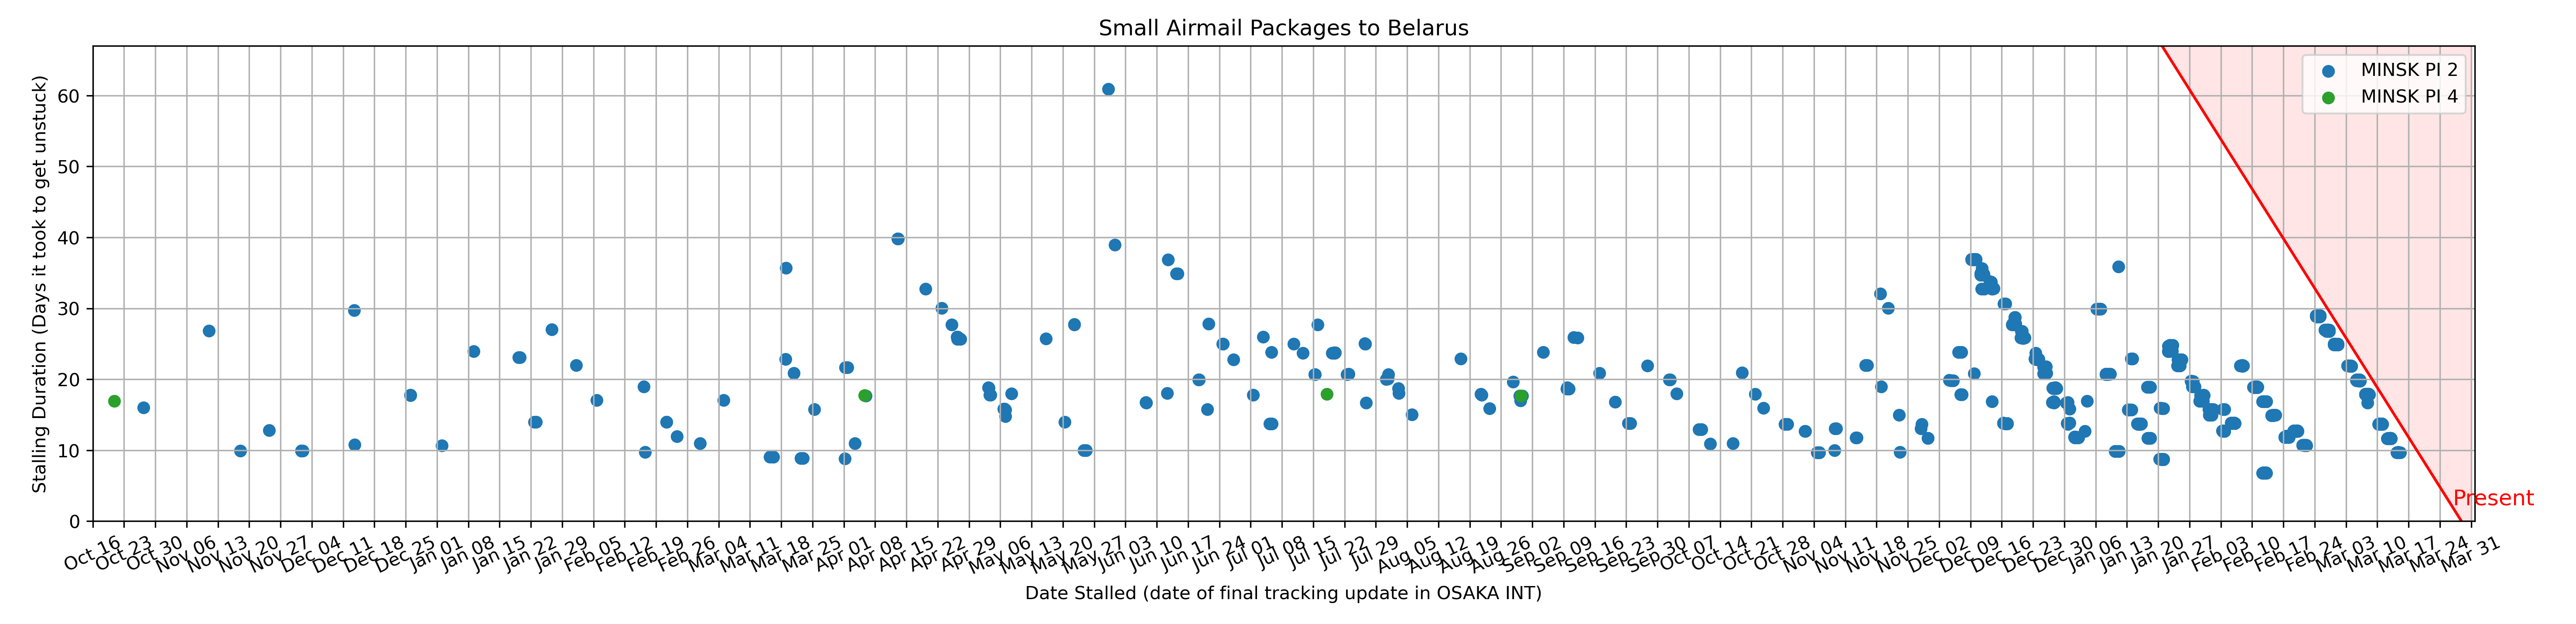 Small Airmail Packages to Belarus
Stalling Duration (Days it took to get unstuck)
60
50
40
30
20
10
0
MINSK PI 2
MINSK PI 4
Present
Oct 16 Oct 23 Oct 30 Nov 06 Nov 13 Nov 20 Nov 27 Dec 04 Dec 11 Dec 18 Dec 25 Jan 01 Jan 08 Jan 15 Jan 22 Jan 29 Feb 05 Feb 12 Feb 19 Feb 26 Mar 04 Mar 11 Mar 18 Mar 25 Apr 01 Apr 08 Apr 15 Apr 22 Apr 29 May 06 May 13 May 20 May 27 Jun 03 Jun 10 Jun 17 Jun 24 Jul 01 Jul 08 Jul 15 Jul 22 Jul 29 Aug 05 Aug 12 Aug 19 Aug 26 Sep 02 Sep 09 Sep 16 Sep 23 Sep 30 Oct 07 Oct 14 Oct 21 Oct 28 Nov 04 Nov 11 Nov 18 Nov 25 Dec 02 Dec 09 Dec 16 Dec 23 Dec 30 Jan 06 Jan 13 Jan 20 Jan 27 Feb 03 Feb 10 Feb 17 Feb 24 Mar 03 Mar 10 Mar 17 Mar 24 Mar 31
Date Stalled (date of final tracking update in OSAKA INT)